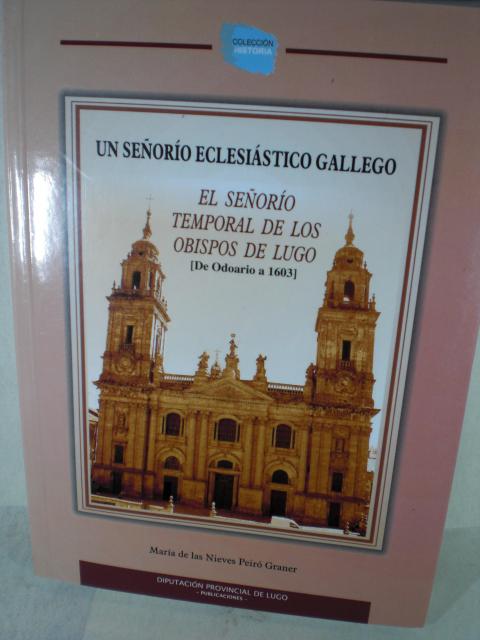 COLECCIÓN
HISTORIA
UN SEÑORÍO ECLESIÁSTICO GALLEGO
EL SEÑORÍO
TEMPORAL DE LOS
OBISPOS DE LUGO
[De Odoario a 1603]
María de las Nieves Peiró Graner
DIPUTACIÓN PROVINCIAL DE LUGO
- PUBLICACIONES -